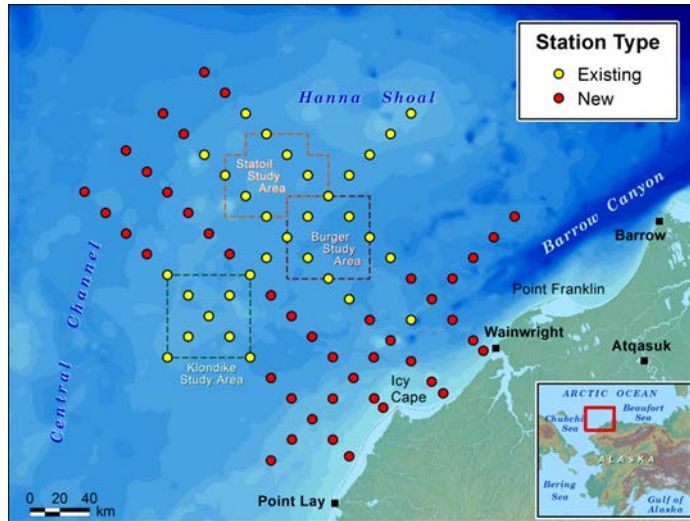 Station Type
Existing
New
Hanna Shoal
Statoil
Study
Area
Burger
Study
Area
Barrow Canyon
Barrow
Point Franklin
Central Channel
Wainwright
Atqasuk
Klondike
Study Area
Icy
Cape
Point Lay
0 20 40
km
ARCTIC OCEAN
Chukchi
Sea
Beaufort
Sea
ALASKA
Bering
Sea
Gulf of
Alaska